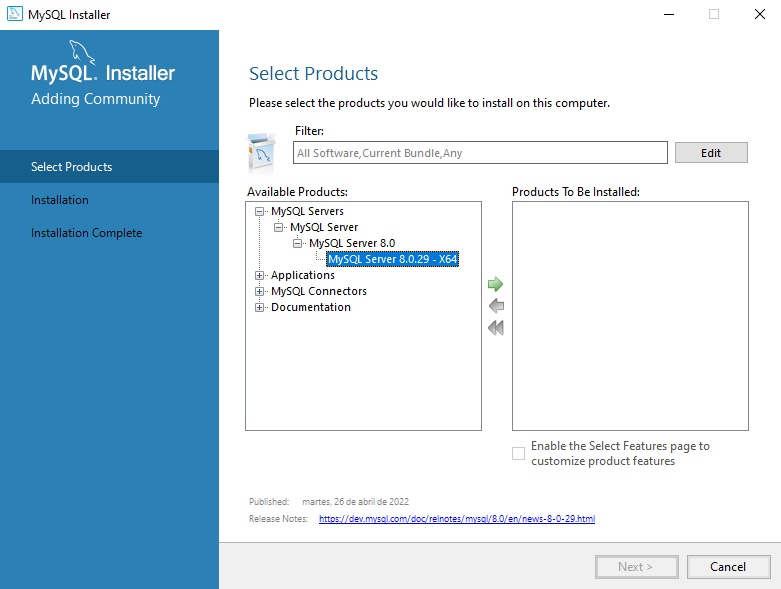 MySQL Installer
MySQL. Installer
Adding Community
Select Products
Installation
Installation Complete
Select Products
Please select the products you would like to install on this computer.
Filter:
All Software,Current Bundle,Any
Edit
Available Products:
MySQL Servers
MySQL Server
MySQL Server 8.0
MySQL Server 8.0.29 - X64
Applications
MySQL Connectors
Documentation
Products To Be Installed:
Enable the Select Features page to
customize product features
Published: martes, 26 de abril de 2022
Release Notes: https://dev.mysql.com/doc/relnotes/mysql/8.0/en/news-8-0-29.html
Next >
Cancel